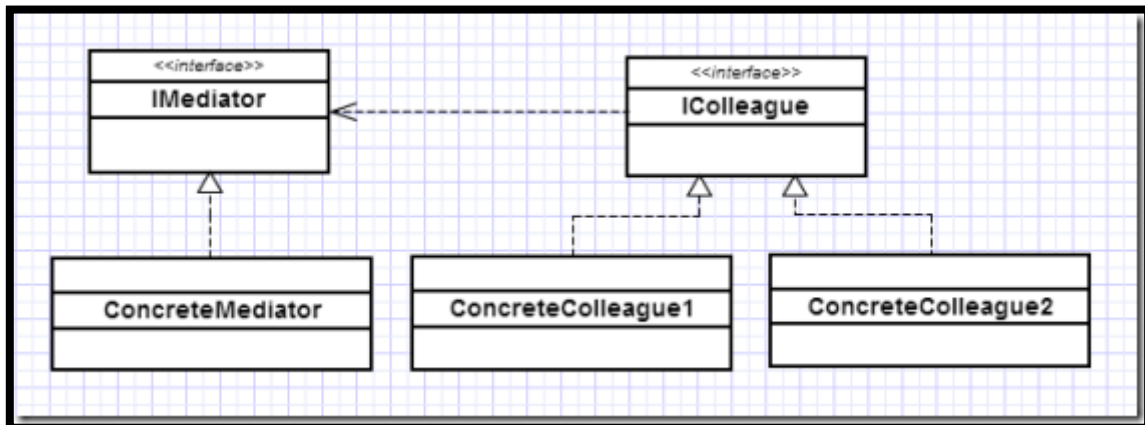 <<interface>>
IMediator
<<interface>>
IColleague
ConcreteMediator
ConcreteColleague1
ConcreteColleague2